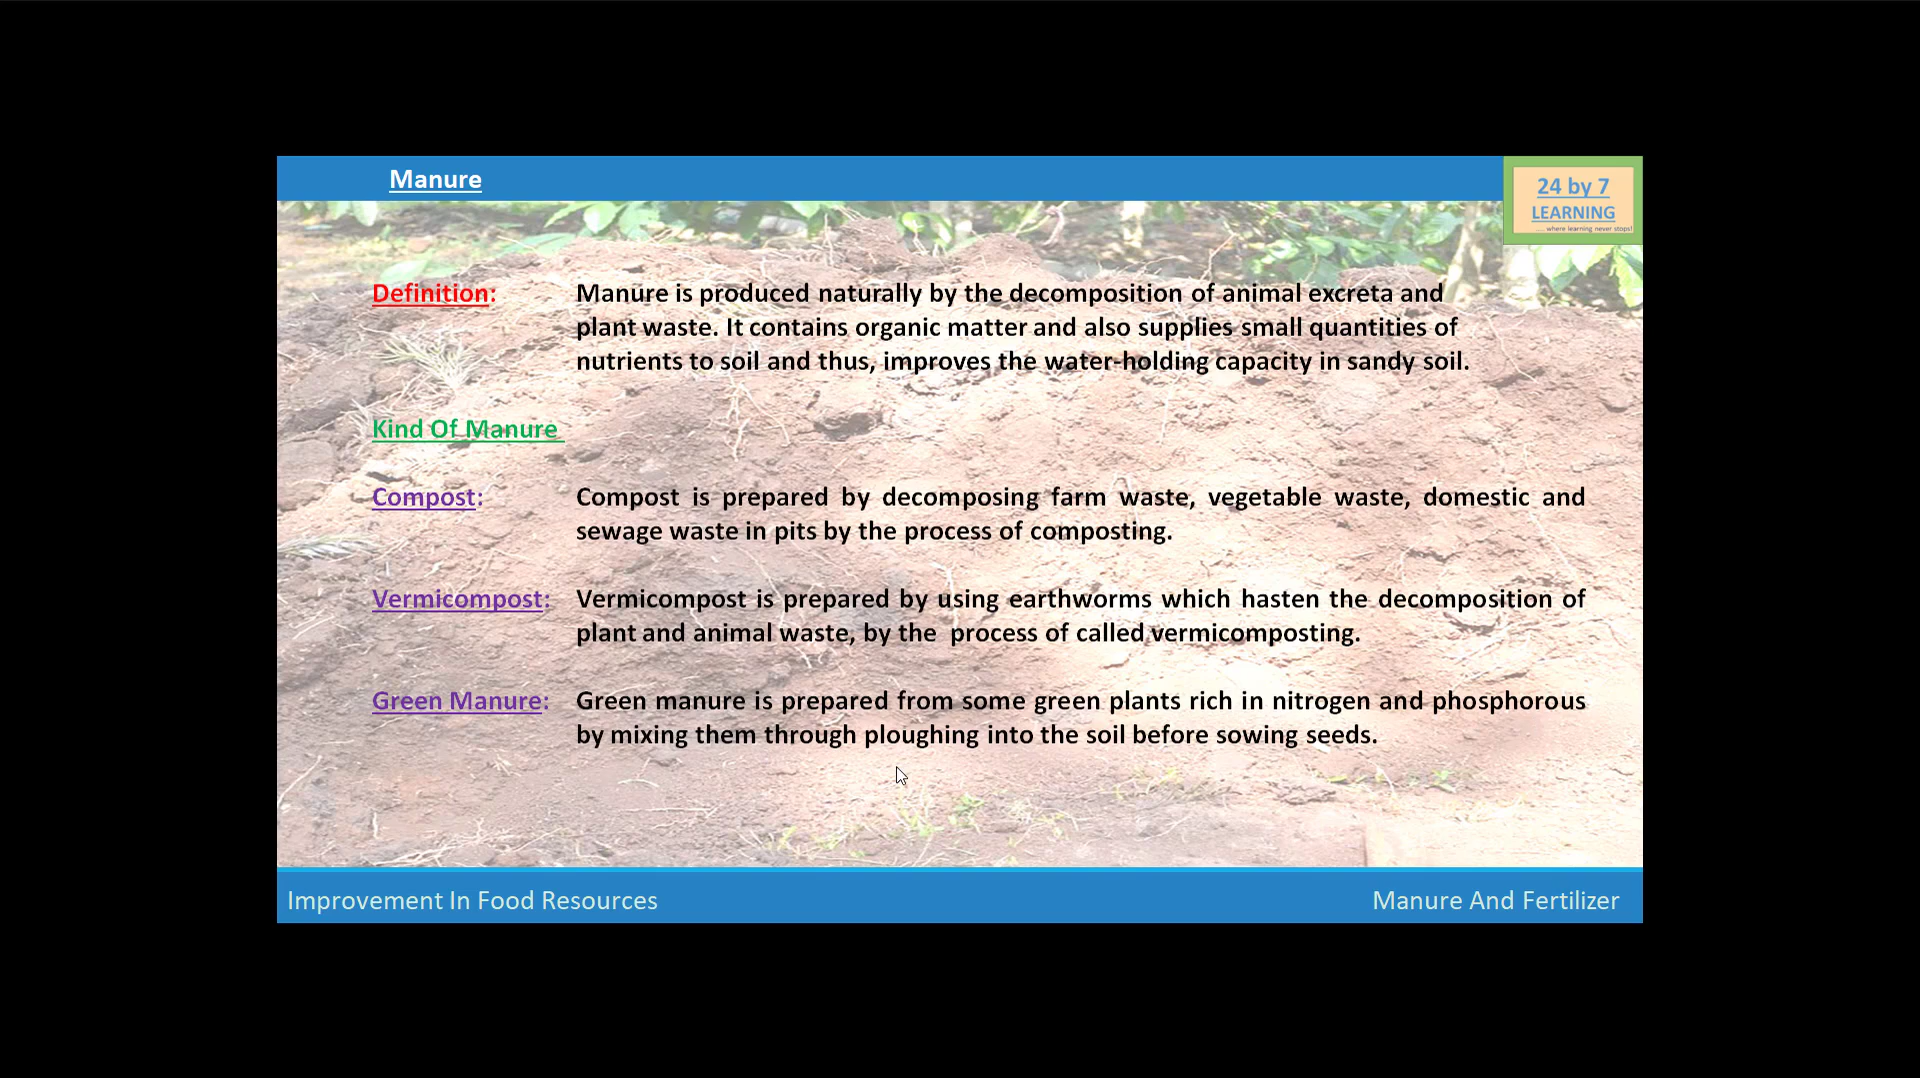 Manure
24 by 7
LEARNING
.... where learning never stops!
Definition: Manure is produced naturally by the decomposition of animal excreta and
plant waste. It contains organic matter and also supplies small quantities of
nutrients to soil and thus, improves the water-holding capacity in sandy soil.
Kind Of Manure
Compost: Compost is prepared by decomposing farm waste, vegetable waste, domestic and
sewage waste in pits by the process of composting.
Vermicompost: Vermicompost is prepared by using earthworms which hasten the decomposition of
plant and animal waste, by the process of called vermicomposting.
Green Manure: Green manure is prepared from some green plants rich in nitrogen and phosphorous
by mixing them through ploughing into the soil before sowing seeds.
Improvement In Food Resources
Manure And Fertilizer